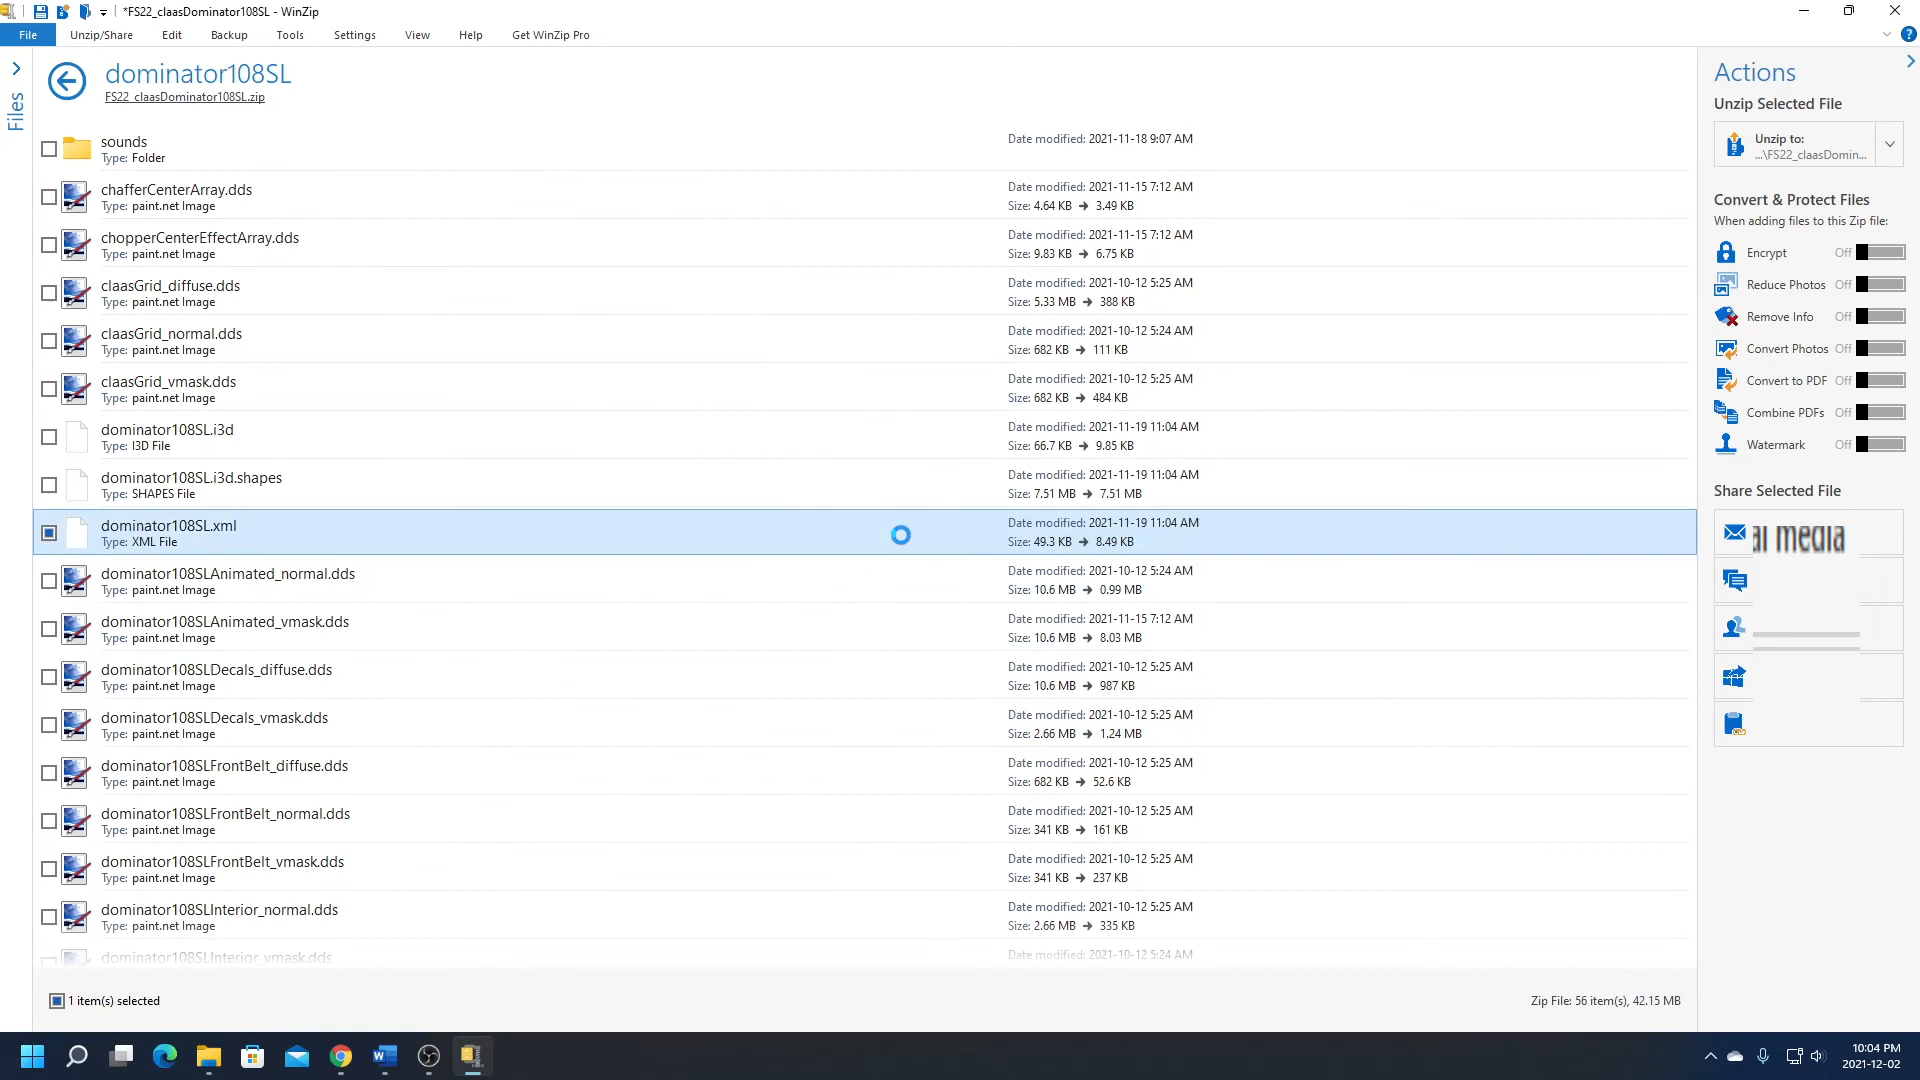 *FS22_claasDominator108SL - WinZip
File Unzip/Share Edit Backup Tools Settings View Help Get WinZip Pro
Files
dominator108SL
FS22_claasDominator108SL.zip
sounds
Type: Folder
Date modified: 2021-11-18 9:07 AM
chafferCenterArray.dds
Type: paint.net Image
Date modified: 2021-11-15 7:12 AM
Size: 4.64 KB → 3.49 KB
chopperCenterEffectArray.dds
Type: paint.net Image
Date modified: 2021-11-15 7:12 AM
Size: 9.83 KB → 6.75 KB
claasGrid_diffuse.dds
Type: paint.net Image
Date modified: 2021-10-12 5:25 AM
Size: 5.33 MB → 388 KB
claasGrid_normal.dds
Type: paint.net Image
Date modified: 2021-10-12 5:24 AM
Size: 682 KB → 111 KB
claasGrid_vmask.dds
Type: paint.net Image
Date modified: 2021-10-12 5:25 AM
Size: 682 KB → 484 KB
dominator108SL.i3d
Type: I3D File
Date modified: 2021-11-19 11:04 AM
Size: 66.7 KB → 9.85 KB
dominator108SL.i3d.shapes
Type: SHAPES File
Date modified: 2021-11-19 11:04 AM
Size: 7.51 MB → 7.51 MB
dominator108SL.xml
Type: XML File
Date modified: 2021-11-19 11:04 AM
Size: 49.3 KB → 8.49 KB
dominator108SLAnimated_normal.dds
Type: paint.net Image
Date modified: 2021-10-12 5:24 AM
Size: 10.6 MB → 0.99 MB
dominator108SLAnimated_vmask.dds
Type: paint.net Image
Date modified: 2021-11-15 7:12 AM
Size: 10.6 MB → 8.03 MB
dominator108SLDecals_diffuse.dds
Type: paint.net Image
Date modified: 2021-10-12 5:25 AM
Size: 10.6 MB → 987 KB
dominator108SLDecals_vmask.dds
Type: paint.net Image
Date modified: 2021-10-12 5:25 AM
Size: 2.66 MB → 1.24 MB
dominator108SLFrontBelt_diffuse.dds
Type: paint.net Image
Date modified: 2021-10-12 5:25 AM
Size: 682 KB → 52.6 KB
dominator108SLFrontBelt_normal.dds
Type: paint.net Image
Date modified: 2021-10-12 5:25 AM
Size: 341 KB → 161 KB
dominator108SLFrontBelt_vmask.dds
Type: paint.net Image
Date modified: 2021-10-12 5:25 AM
Size: 341 KB → 237 KB
dominator108SLInterior_normal.dds
Type: paint.net Image
Date modified: 2021-10-12 5:25 AM
Size: 2.66 MB → 335 KB
dominator108SLInterior_vmask.dds
Date modified: 2021-10-12 5:24 AM
1 item(s) selected
Zip File: 56 item(s), 42.15 MB
Actions
Unzip Selected File
Unzip to:
...\FS22_claasDomin...
Convert & Protect Files
When adding files to this Zip file:
Encrypt Off
Reduce Photos Off
Remove Info Off
Convert Photos Off
Convert to PDF Off
Combine PDFs Off
Watermark Off
Share Selected File
al media
10:04 PM
2021-12-02